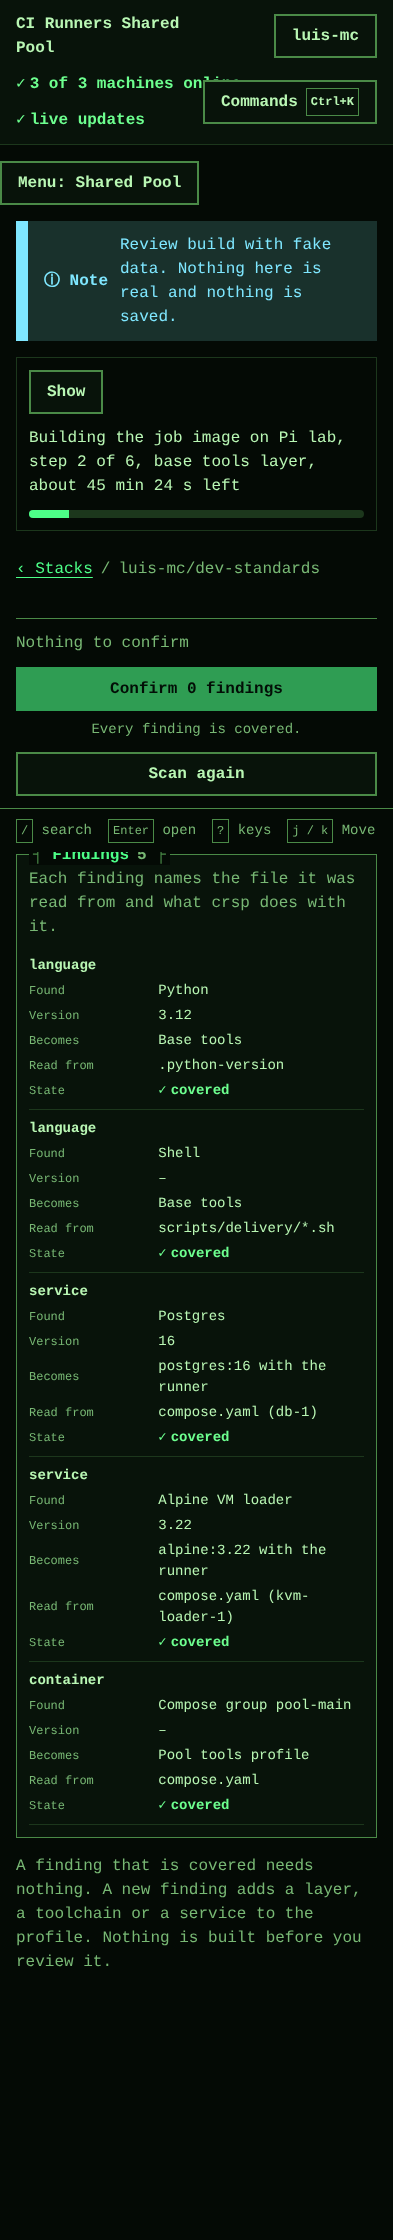 CI Runners Shared
Pool
luis-mc
✓ 3 of 3 machines
Commands Ctrl+K
✓ live updates
Menu: Shared Pool
ⓘ Note
Review build with fake
data. Nothing here is
real and nothing is
saved.
Show
Building the job image on Pi lab,
step 2 of 6, base tools layer,
about 45 min 24 s left
‹ Stacks / luis-mc/dev-standards
Nothing to confirm
Confirm 0 findings
Every finding is covered.
Scan again
/ search Enter open ? keys j / k Move
Findings 5
Each finding names the file it was
read from and what crsp does with
it.
language
Found Python
Version 3.12
Becomes Base tools
Read from .python-version
State ✓ covered
language
Found Shell
Version –
Becomes Base tools
Read from scripts/delivery/*.sh
State ✓ covered
service
Found Postgres
Version 16
Becomes postgres:16 with the
runner
Read from compose.yaml (db-1)
State ✓ covered
service
Found Alpine VM loader
Version 3.22
Becomes alpine:3.22 with the
runner
Read from compose.yaml (kvm-
loader-1)
State ✓ covered
container
Found Compose group pool-main
Version –
Becomes Pool tools profile
Read from compose.yaml
State ✓ covered
A finding that is covered needs
nothing. A new finding adds a layer,
a toolchain or a service to the
profile. Nothing is built before you
review it.